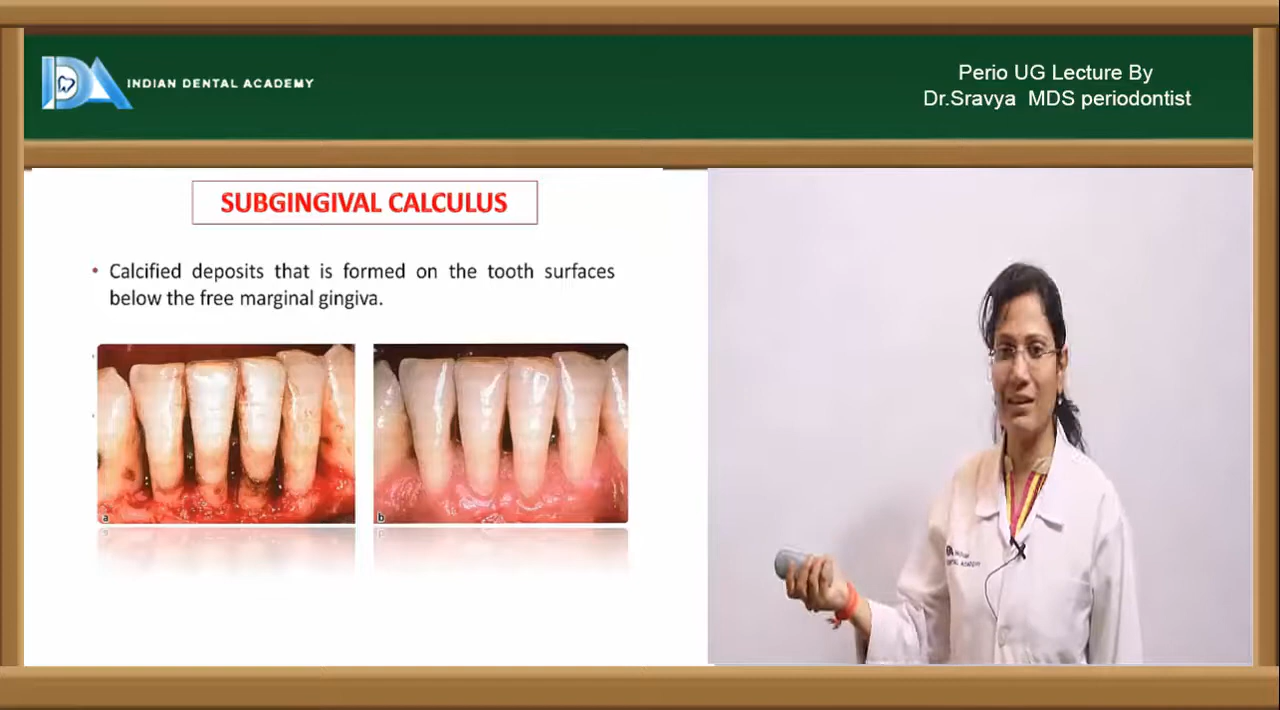 IDA
INDIAN DENTAL ACADEMY
Perio UG Lecture By
Dr.Sravya MDS periodontist
SUBGINGIVAL CALCULUS
• Calcified deposits that is formed on the tooth surfaces
below the free marginal gingiva.
a
b